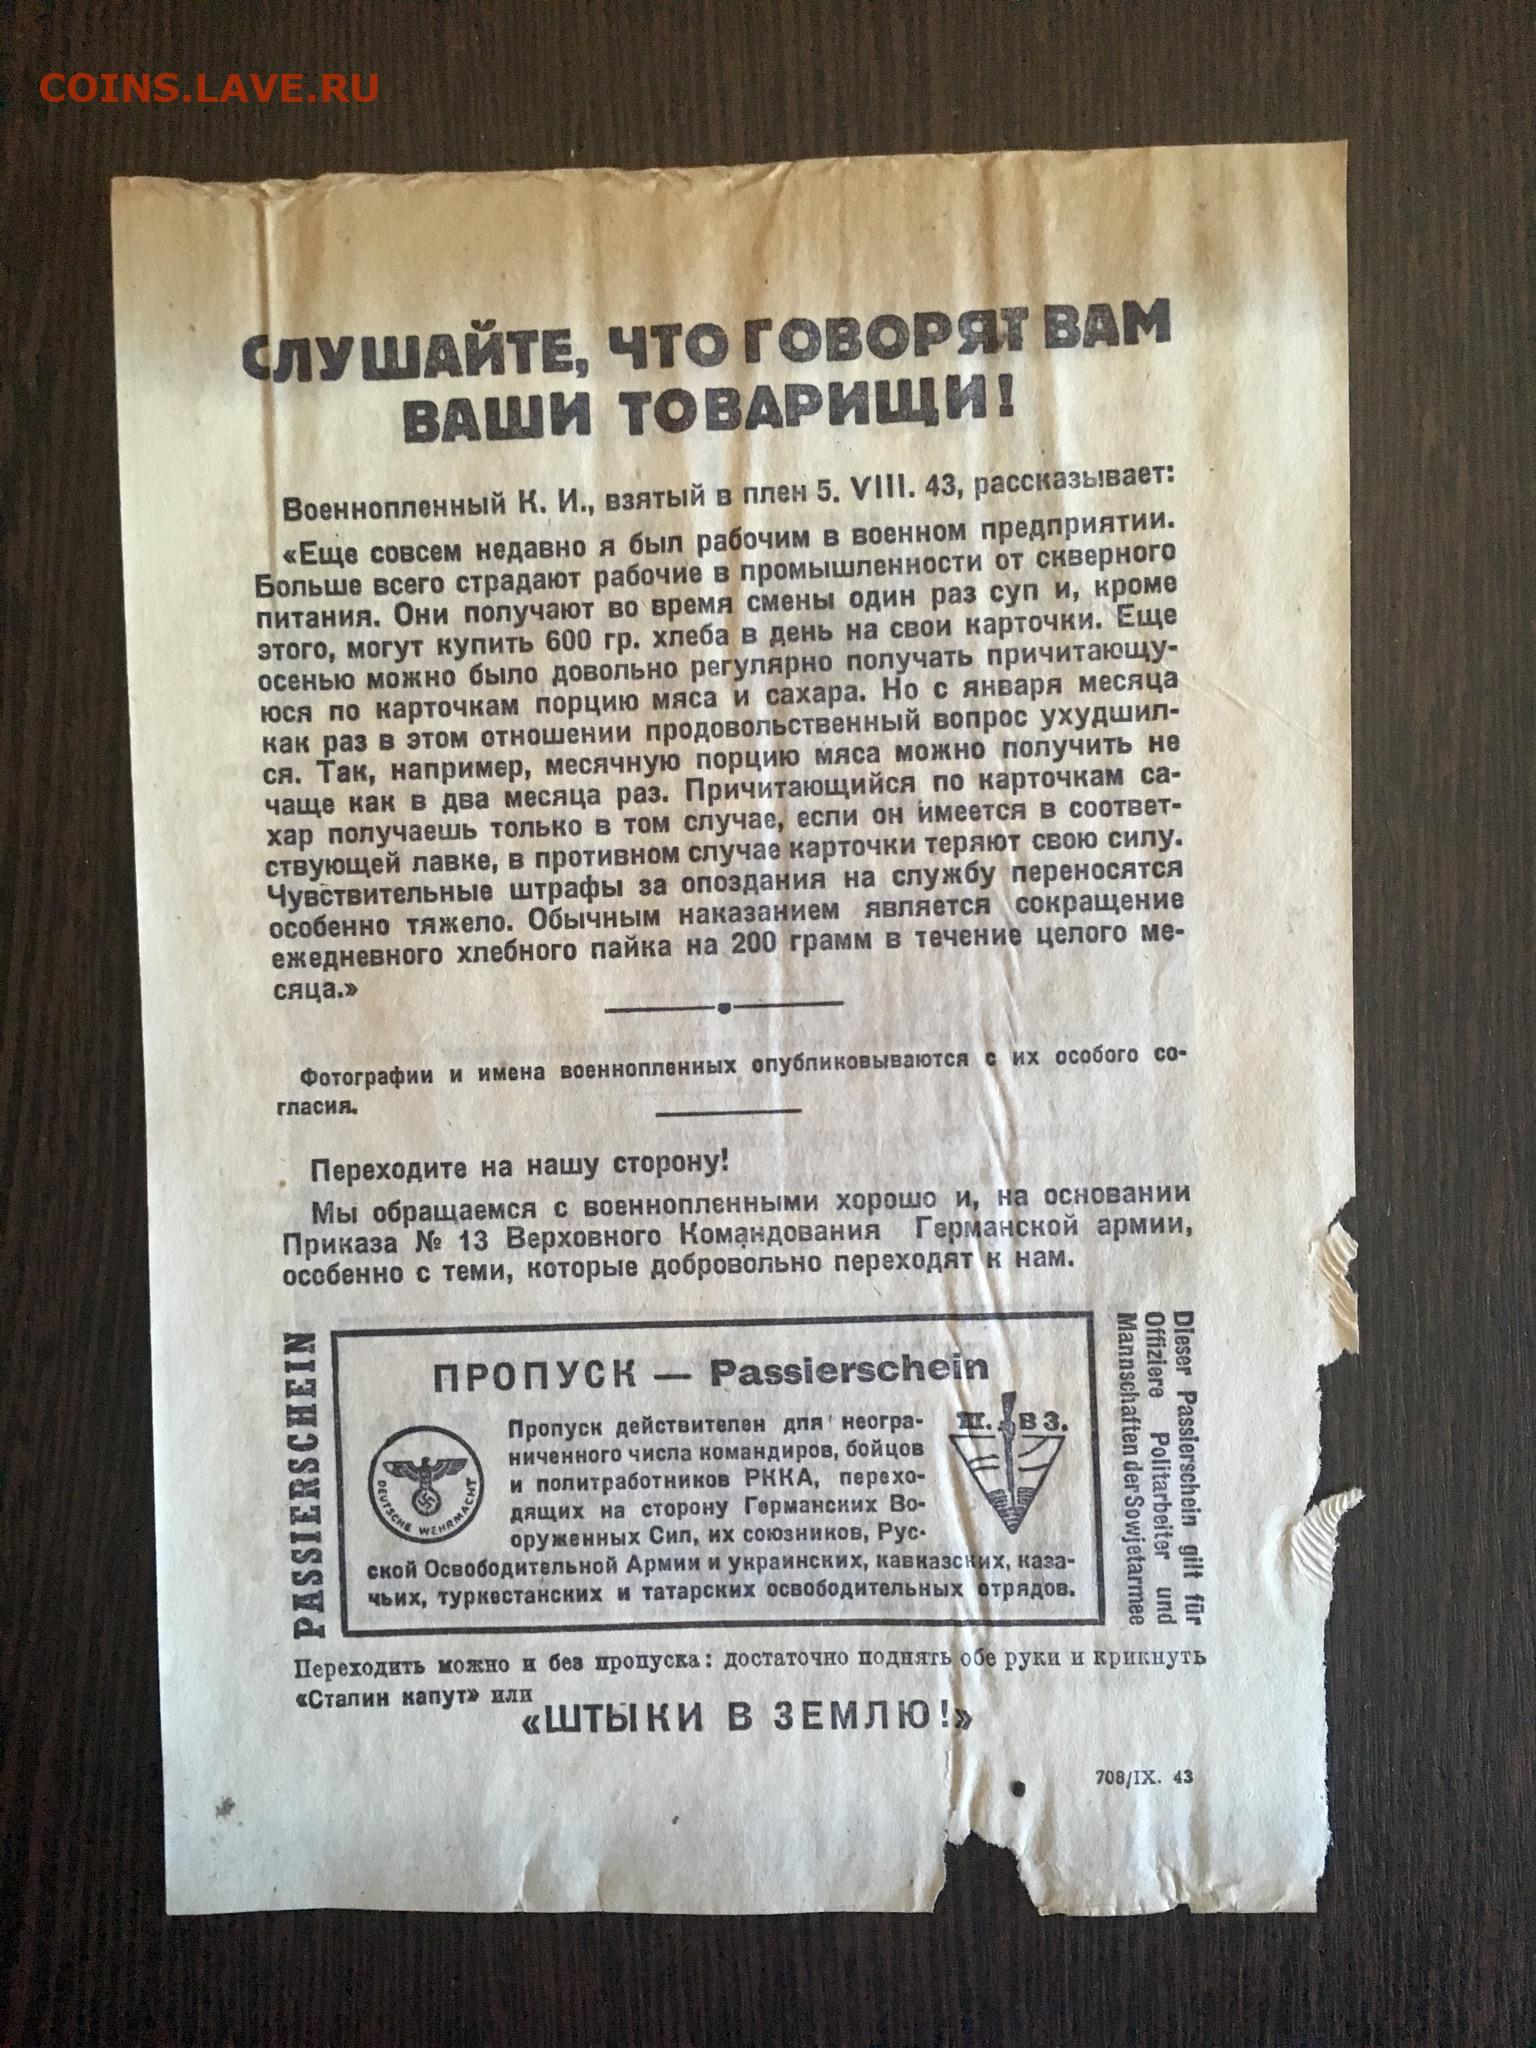 COINS.LAVE.RU
СЛУШАЙТЕ, ЧТО ГОВОРЯТ ВАМ
ВАШИ ТОВАРИЩИ!
Военнопленный К. И., взятый в плен 5. VIII. 43, рассказывает:
«Еще совсем недавно я был рабочим в военном предприятии.
Больше всего страдают рабочие в промышленности от скверного
питания. Они получают во время смены один раз суп и, кроме
этого, могут купить 600 гр. хлеба в день на свои карточки. Еще
осенью можно было довольно регулярно получать причитающу-
юся по карточкам порцию мяса и сахара. Но с января месяца
как раз в этом отношении продовольственный вопрос ухудшил-
ся. Так, например, месячную порцию мяса можно получить не
чаще как в два месяца раз. Причитающийся по карточкам са-
хар получаешь только в том случае, если он имеется в соответ-
ствующей лавке, в противном случае карточки теряют свою силу.
Чувствительные штрафы за опоздания на службу переносятся
особенно тяжело. Обычным наказанием является сокращение
ежедневного хлебного пайка на 200 грамм в течение целого ме-
сяца.»
Фотографии и имена военнопленных опубликовываются с их особого со-
гласия.
Переходите на нашу сторону!
Мы обращаемся с военнопленными хорошо и, на основании
Приказа № 13 Верховного Командования Германской армии,
особенно с теми, которые добровольно переходят к нам.
PASSIERSCHEIN
ПРОПУСК — Passierschein
DEUTSCHE WEHRMACHT
Пропуск действителен для неогра-
ниченного числа командиров, бойцов
и политработников РККА, перехо-
дящих на сторону Германских Во-
оруженных Сил, их союзников, Рус-
ской Освободительной Армии и украинских, кавказских, каза-
чьих, туркестанских и татарских освободительных отрядов.
Ш. В З.
Dieser Passierschein gilt für
Offiziere Politarbeiter und
Mannschaften der Sowjetarmee
Переходить можно и без пропуска: достаточно поднять обе руки и крикнуть
«Сталин капут» или
«ШТЫКИ В ЗЕМЛЮ!»
708/IX. 43